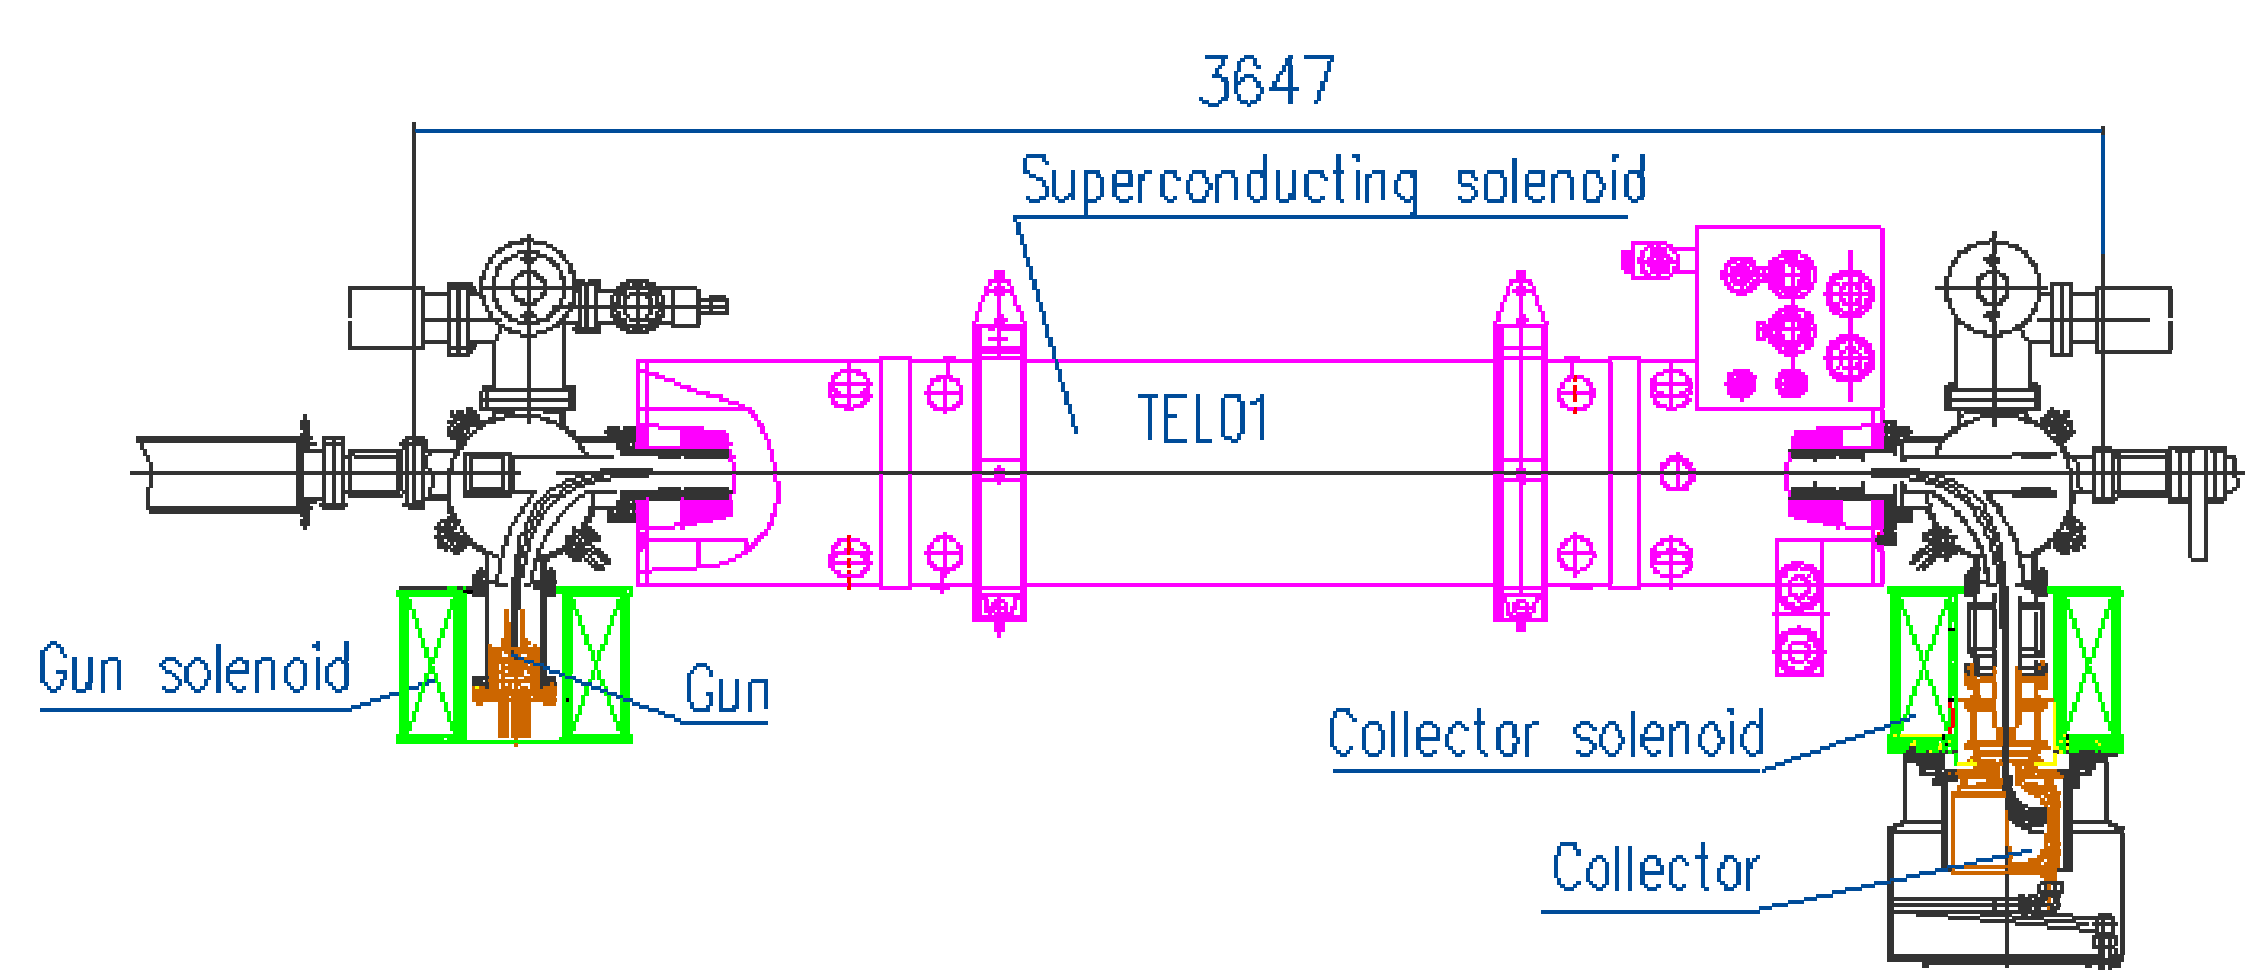 3647
Superconducting solenoid
TEL01
Gun solenoid
Gun
Collector solenoid
Collector